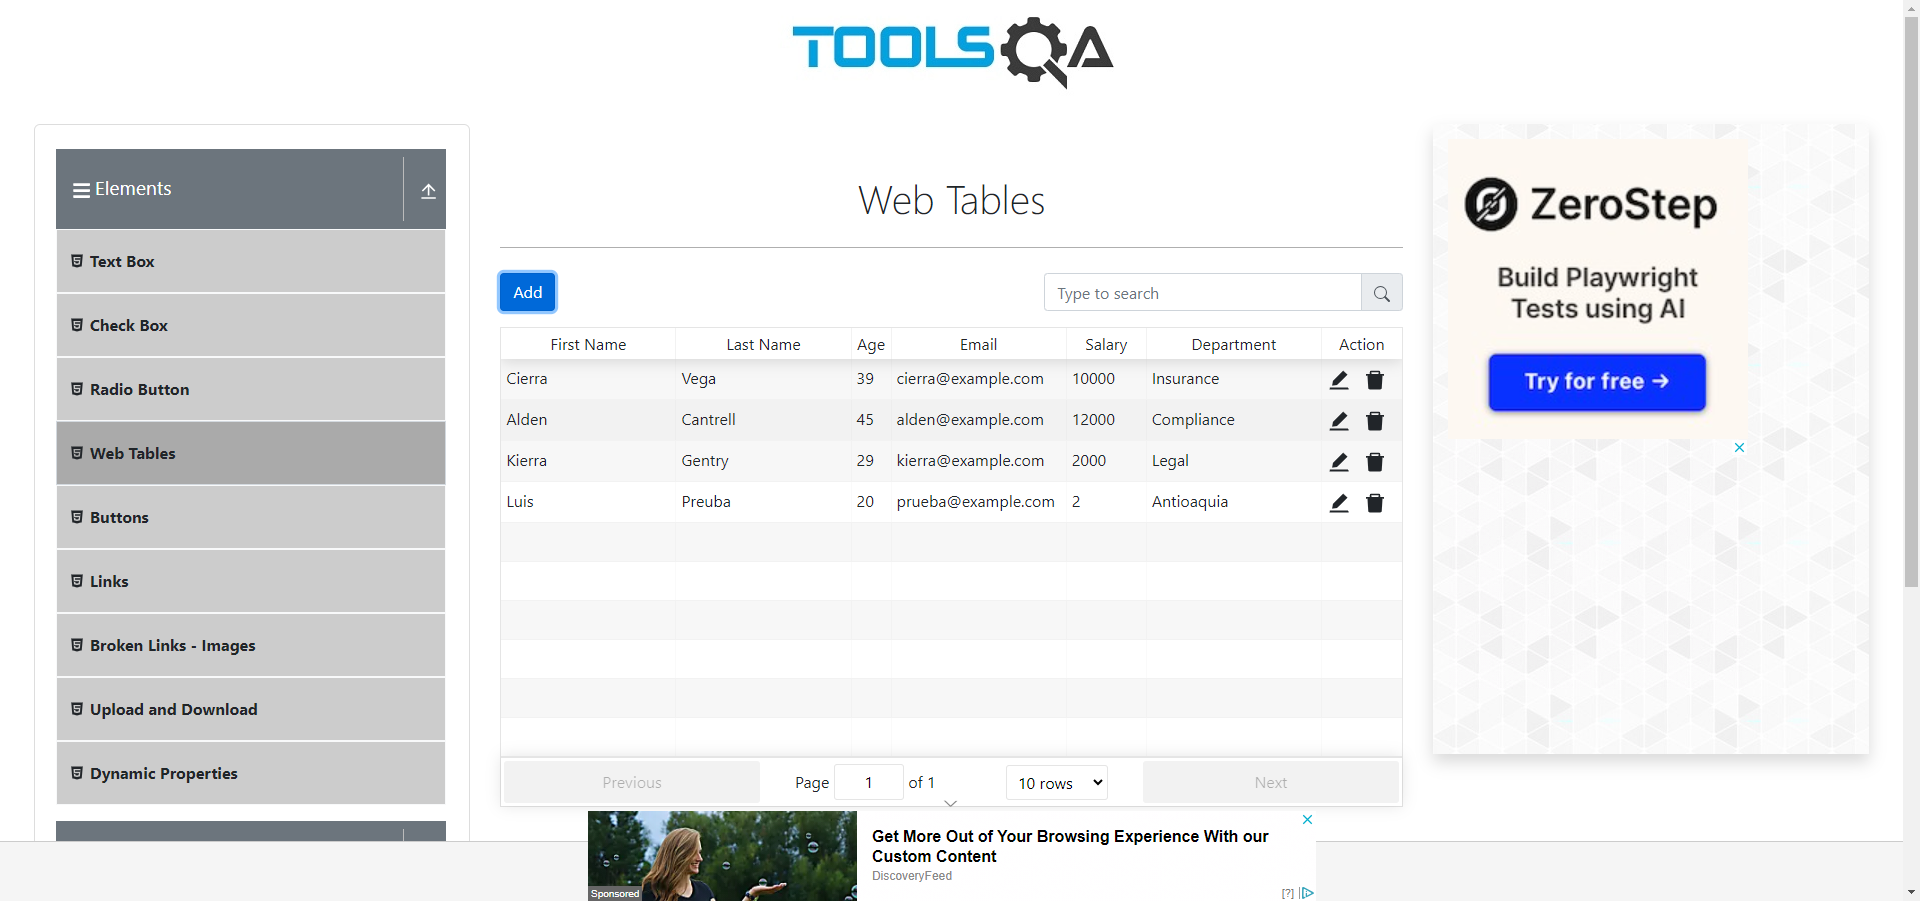 TOOLSQA
Elements
Text Box
Check Box
Radio Button
Web Tables
Buttons
Links
Broken Links - Images
Upload and Download
Dynamic Properties
Web Tables
Add
Type to search
First Name Last Name Age Email Salary Department Action
Cierra Vega 39 cierra@example.com 10000 Insurance
Alden Cantrell 45 alden@example.com 12000 Compliance
Kierra Gentry 29 kierra@example.com 2000 Legal
Luis Preuba 20 prueba@example.com 2 Antioaquia
Previous Page 1 of 1 10 rows Next
ZeroStep
Build Playwright
Tests using AI
Try for free →
Get More Out of Your Browsing Experience With our
Custom Content
DiscoveryFeed
Sponsored
[?]